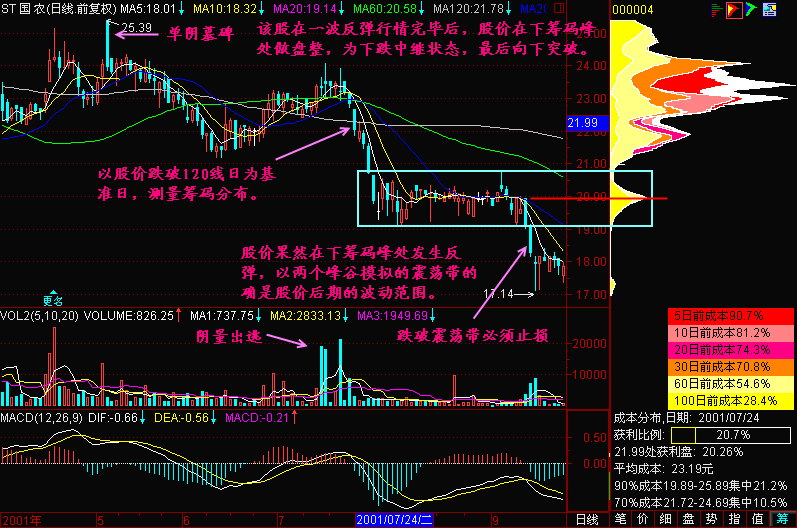 ST国农(日线,前复权) MA5:18.01↓ MA10:18.32↓ MA20:19.14↓ MA60:20.58↓ MA120:21.78↓ MA2
000004
25.39
单阴墓碑
该股在一波反弹行情完毕后，股价在下筹码峰
处做盘整，为下跌中继状态，最后向下突破。
25.00
24.00
23.00
22.00
21.00
20.00
19.00
18.00
17.00
21.99
以股价跌破120线日为基
准日，测量筹码分布。
股价果然在下筹码峰处发生反
弹，以两个峰谷模拟的震荡带的
确是股价后期的波动范围。
17.14
更名
跌破震荡带必须止损
阴量出逃
VOL2(5,10,20) VOLUME:826.25↑ MA1:737.75↓ MA2:2833.13↓ MA3:1949.69↓
20000
10000
MACD(12,26,9) DIF:-0.66↓ DEA:-0.56↓ MACD:-0.21↑
0.50
0.00
5日前成本90.7%
10日前成本81.2%
20日前成本74.3%
30日前成本70.8%
60日前成本54.6%
100日前成本28.4%
成本分布,日期: 2001/07/24
获利比例: 20.7%
21.99处获利盘: 20.26%
平均成本: 23.19元
90%成本19.89-25.89集中21.2%
70%成本21.72-24.69集中10.5%
2001年 5 6 7 2001/07/24/二 9 日线
笔 价 细 盘 势 指 值 筹